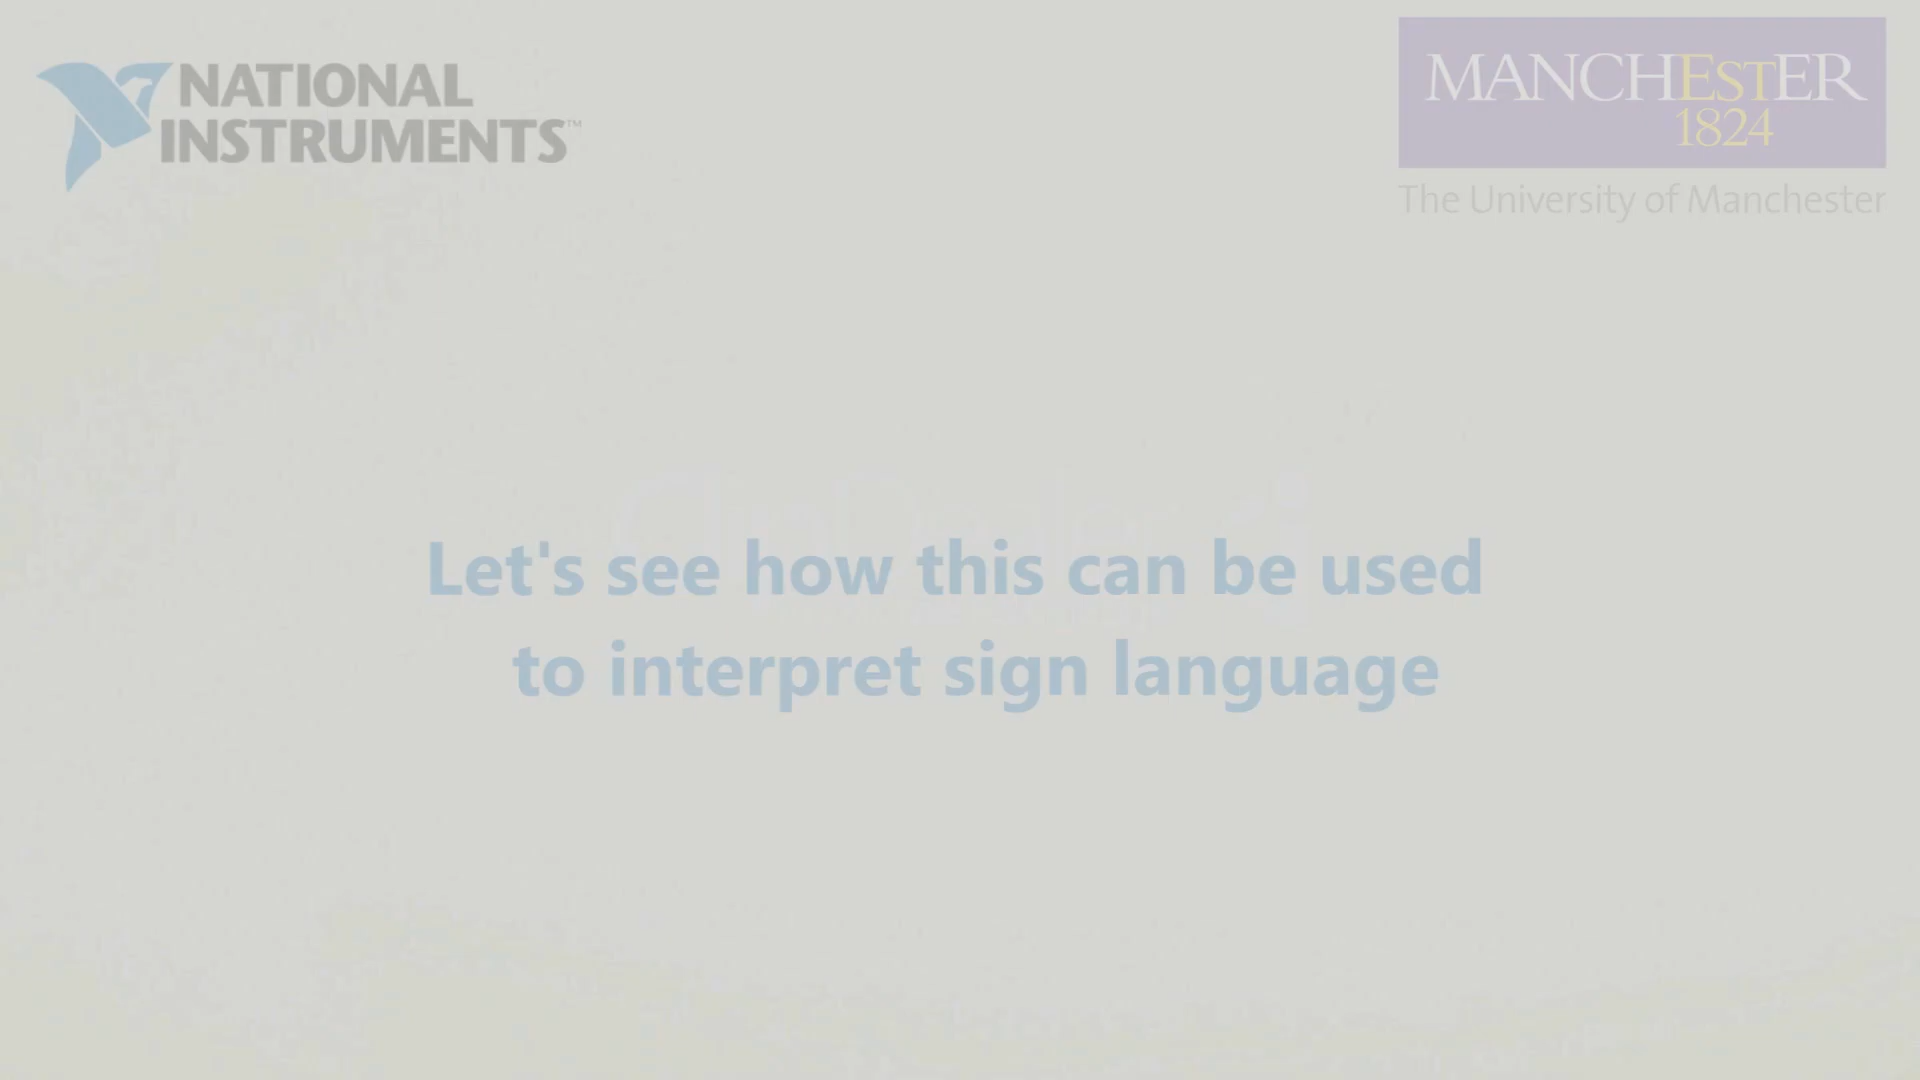 NATIONAL
INSTRUMENTS™
MANCHESTER
1824
The University of Manchester
Let's see how this can be used
to interpret sign language